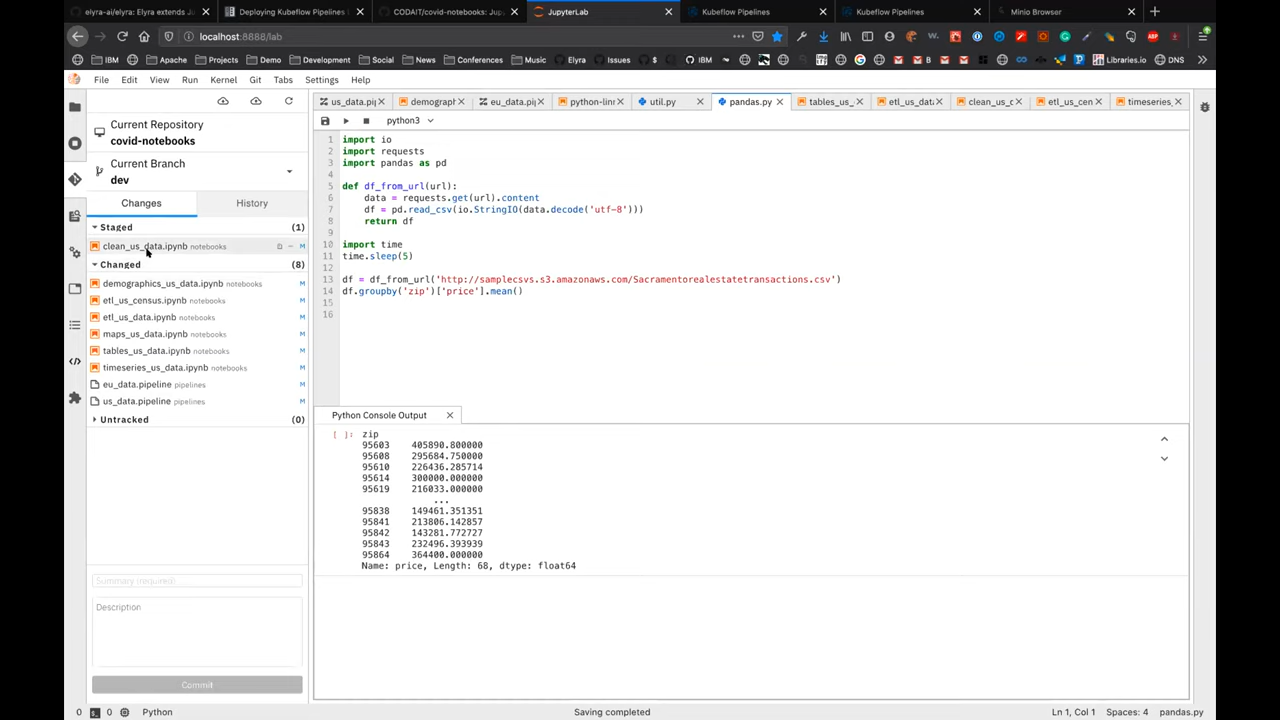 elyra-ai/elyra: Elyra extends J
Deploying Kubeflow Pipelines
CODAIT/covid-notebooks: Jup
JupyterLab
Kubeflow Pipelines
Kubeflow Pipelines
Minio Browser
localhost:8888/lab
IBM
Apache
Projects
Demo
Development
Social
News
Conferences
Music
Elyra
Issues
$
IBM
Libraries.io
DNS
File Edit View Run Kernel Git Tabs Settings Help
us_data.pip
demograph
eu_data.pip
python-linr
util.py
pandas.py
tables_us_
etl_us_data
clean_us_c
etl_us_cen
timeseries_
Current Repository
covid-notebooks
Current Branch
dev
Changes
History
Staged (1)
clean_us_data.ipynb notebooks M
Changed (8)
demographics_us_data.ipynb notebooks M
etl_us_census.ipynb notebooks M
etl_us_data.ipynb notebooks M
maps_us_data.ipynb notebooks M
tables_us_data.ipynb notebooks M
timeseries_us_data.ipynb notebooks M
eu_data.pipeline pipelines M
us_data.pipeline pipelines M
Untracked (0)
Summary (required)
Description
Commit
python3
1 import io
2 import requests
3 import pandas as pd
4
5 def df_from_url(url):
6 data = requests.get(url).content
7 df = pd.read_csv(io.StringIO(data.decode('utf-8')))
8 return df
9
10 import time
11 time.sleep(5)
12
13 df = df_from_url('http://samplecsvs.s3.amazonaws.com/Sacramentorealestatetransactions.csv')
14 df.groupby('zip')['price'].mean()
15
16
Python Console Output
[ ]: zip
95603 405890.800000
95608 295684.750000
95610 226436.285714
95614 300000.000000
95619 216033.000000
...
95838 149461.351351
95841 213806.142857
95842 143281.772727
95843 232496.393939
95864 364400.000000
Name: price, Length: 68, dtype: float64
0 0 Python
Saving completed
Ln 1, Col 1 Spaces: 4 pandas.py